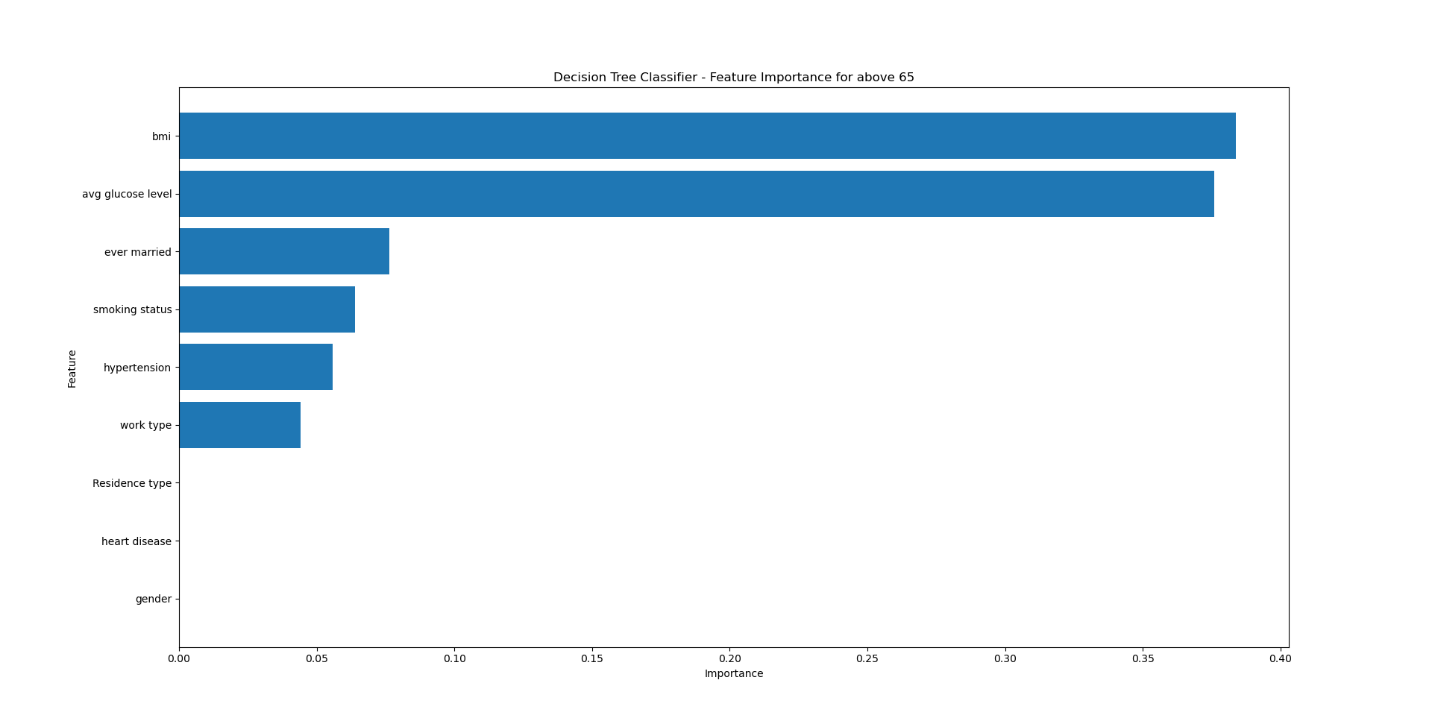 Decision Tree Classifier - Feature Importance for above 65
bmi
avg glucose level
ever married
smoking status
hypertension
work type
Residence type
heart disease
gender
Feature
0.00 0.05 0.10 0.15 0.20 0.25 0.30 0.35 0.40
Importance